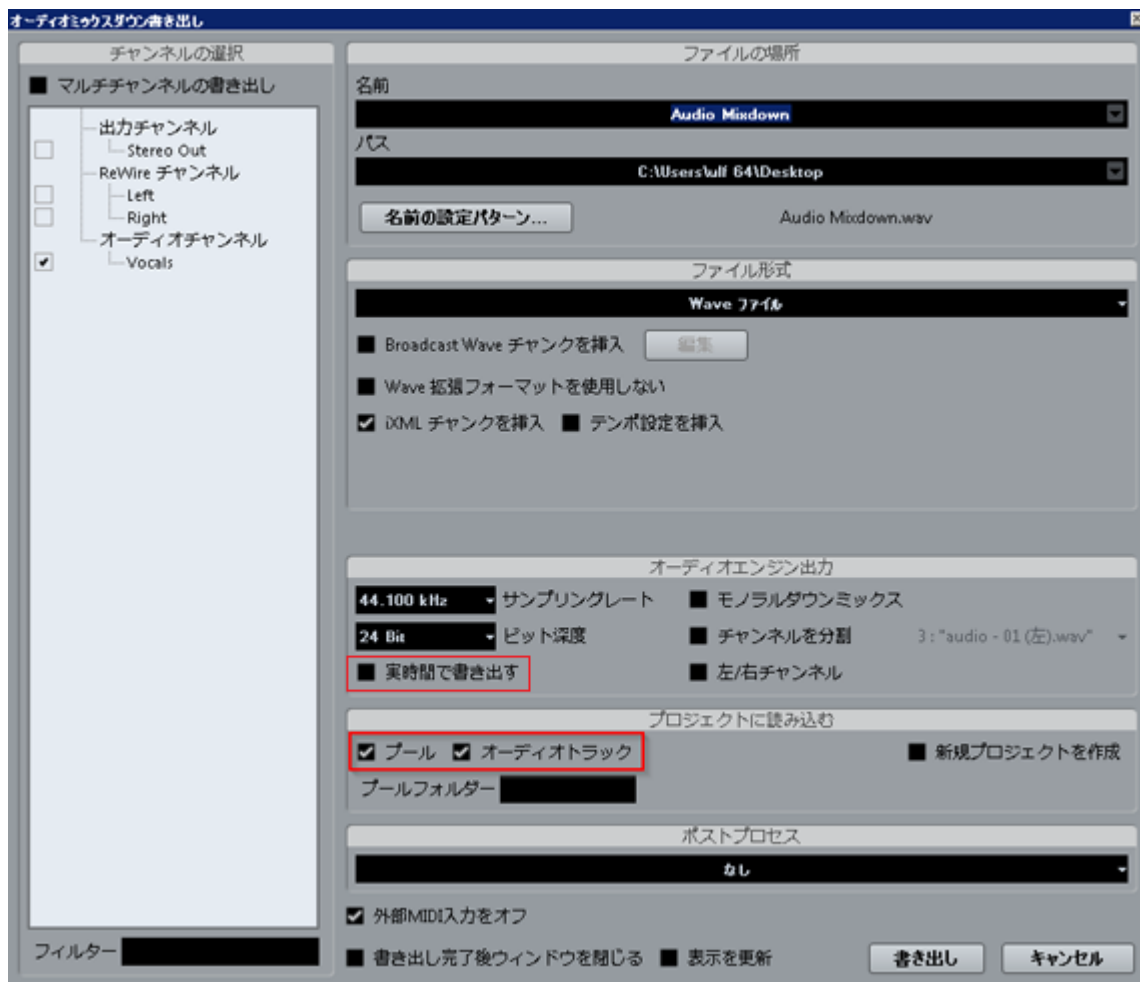 オーディオミックスダウン書き出し
チャンネルの選択
マルチチャンネルの書き出し
出力チャンネル
Stereo Out
ReWire チャンネル
Left
Right
オーディオチャンネル
Vocals
フィルター
ファイルの場所
名前
Audio Mixdown
パス
C:\Users\ulf 64\Desktop
名前の設定パターン... Audio Mixdown.wav
ファイル形式
Wave ファイル
Broadcast Wave チャンクを挿入 編集
Wave 拡張フォーマットを使用しない
iXML チャンクを挿入 テンポ設定を挿入
オーディオエンジン出力
44.100 kHz サンプリングレート モノラルダウンミックス
24 Bit ビット深度 チャンネルを分割 3 : "audio - 01 (左).wav"
実時間で書き出す 左/右チャンネル
プロジェクトに読み込む
プール オーディオトラック 新規プロジェクトを作成
プールフォルダー
ポストプロセス
なし
外部MIDI入力をオフ
書き出し完了後ウィンドウを閉じる 表示を更新 書き出し キャンセル